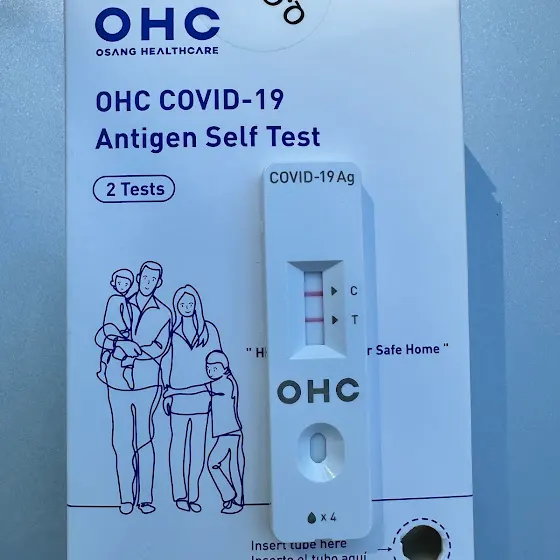 OHC
OSANG HEALTHCARE
OHC COVID-19
Antigen Self Test
2 Tests
COVID-19 Ag
C
T
" H
r Safe Home "
OHC
x 4
Insert tube here